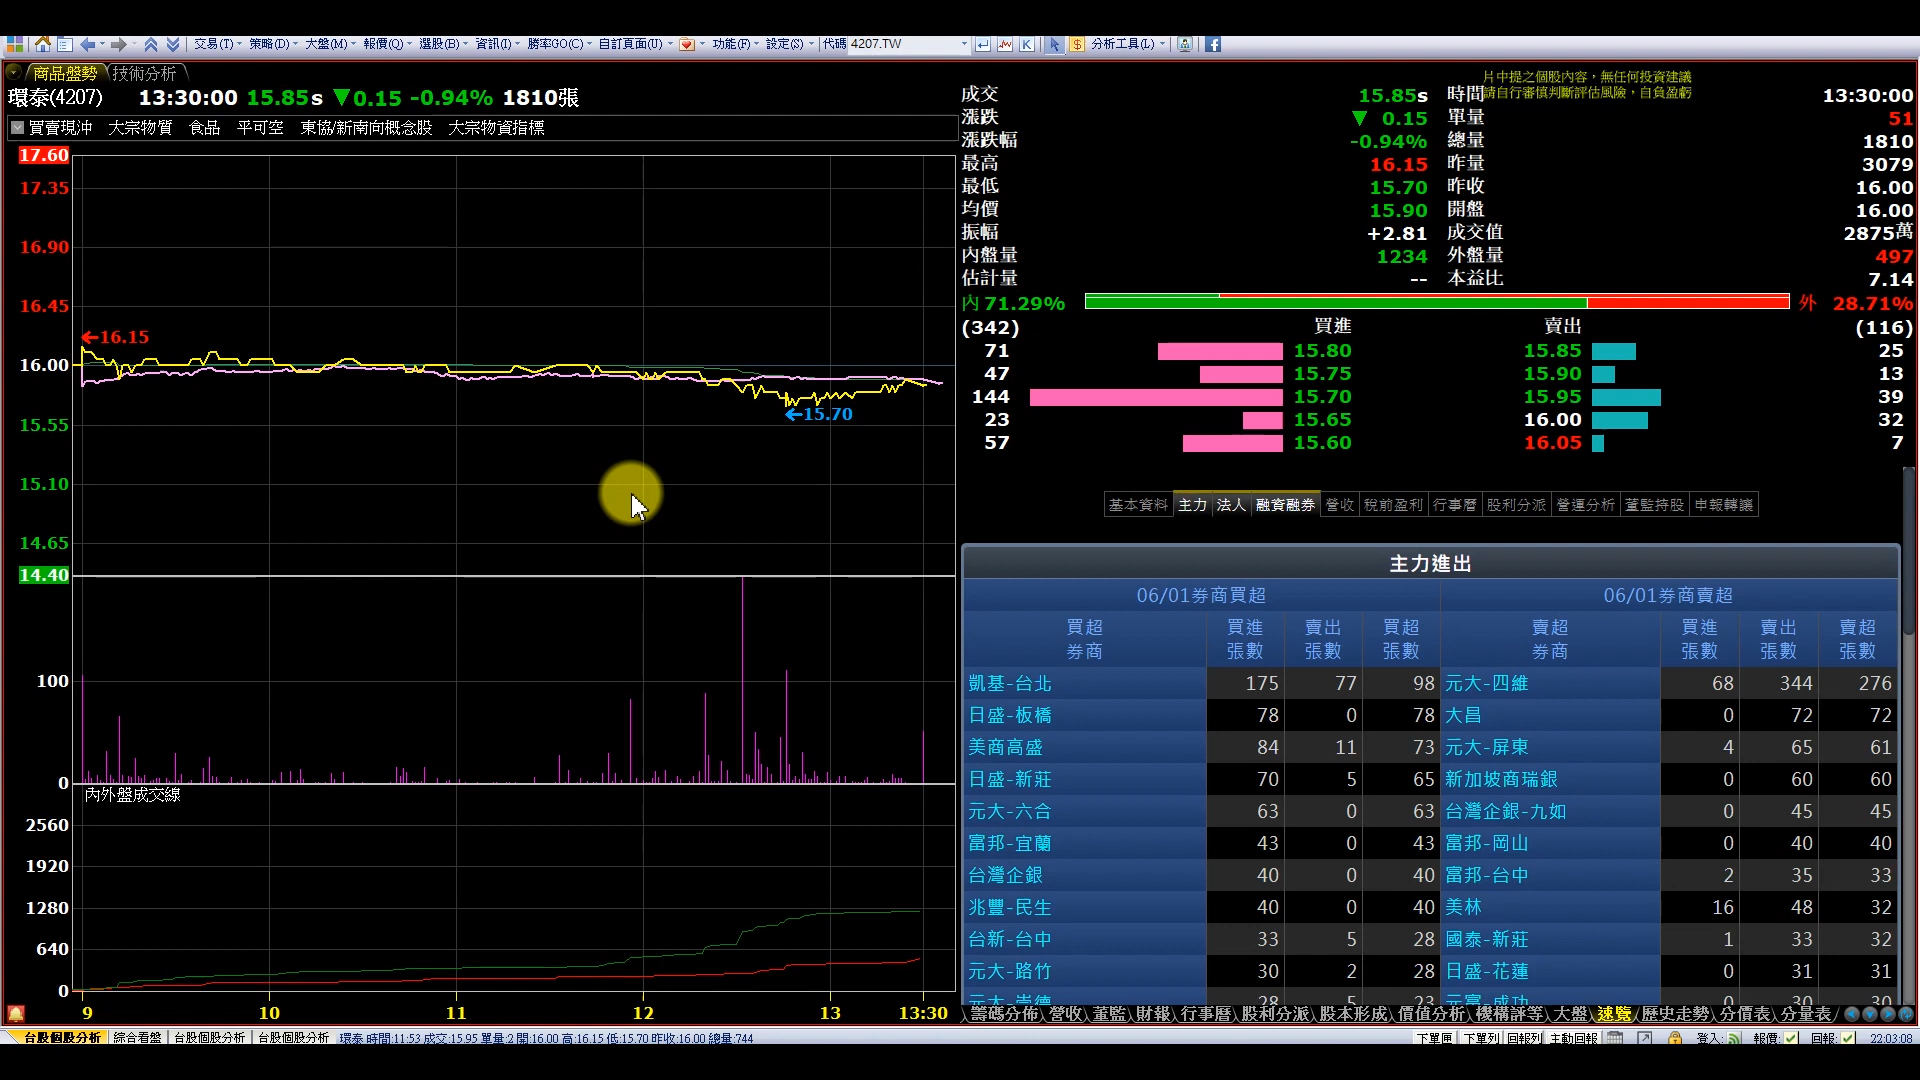 交易(T) 策略(D) 大盤(M) 報價(Q) 選股(B) 資訊(I) 勝率GO(C) 自訂頁面(U) 功能(F) 設定(S) 代碼 4207.TW K $ 分析工具(L)
商品盤勢 技術分析
環泰(4207) 13:30:00 15.85s ▼0.15 -0.94% 1810張
買賣現沖 大宗物質 食品 平可空 東協/新南向概念股 大宗物資指標
片中提之個股內容，無任何投資建議
請自行審慎判斷評估風險，自負盈虧
成交 15.85s 時間 13:30:00
漲跌 ▼ 0.15 單量 51
漲跌幅 -0.94% 總量 1810
最高 16.15 昨量 3079
最低 15.70 昨收 16.00
均價 15.90 開盤 16.00
振幅 +2.81 成交值 2875萬
內盤量 1234 外盤量 497
估計量 -- 本益比 7.14
內 71.29% 外 28.71%
(342) 買進 賣出 (116)
71 15.80 15.85 25
47 15.75 15.90 13
144 15.70 15.95 39
23 15.65 16.00 32
57 15.60 16.05 7
17.60
17.35
16.90
16.45
←16.15
16.00
←15.70
15.55
15.10
14.65
14.40
100
0
內外盤成交線
2560
1920
1280
640
0
9 10 11 12 13 13:30
基本資料 主力 法人 融資融券 營收 稅前盈利 行事曆 股利分派 營運分析 董監持股 申報轉讓
主力進出
06/01券商買超 06/01券商賣超
買超 買進 賣出 買超 賣超 買進 賣出 賣超
券商 張數 張數 張數 券商 張數 張數 張數
凱基-台北 175 77 98 元大-四維 68 344 276
日盛-板橋 78 0 78 大昌 0 72 72
美商高盛 84 11 73 元大-屏東 4 65 61
日盛-新莊 70 5 65 新加坡商瑞銀 0 60 60
元大-六合 63 0 63 台灣企銀-九如 0 45 45
富邦-宜蘭 43 0 43 富邦-岡山 0 40 40
台灣企銀 40 0 40 富邦-台中 2 35 33
兆豐-民生 40 0 40 美林 16 48 32
台新-台中 33 5 28 國泰-新莊 1 33 32
元大-路竹 30 2 28 日盛-花蓮 0 31 31
元大-崇德 28 5 23 元富-成功 0 30 30
籌碼分佈 營收 董監 財報 行事曆 股利分派 股本形成 價值分析 機構評等 大盤 速覽 歷史走勢 分價表 分量表
台股個股分析 綜合看盤 台股個股分析 台股個股分析 環泰 時間:11:53 成交:15.95 單量:2 開:16.00 高:16.15 低:15.70 昨收:16.00 總量:744 下單匣 下單列 回報列 主動回報 登入: 報價: 回報: 22:03:08